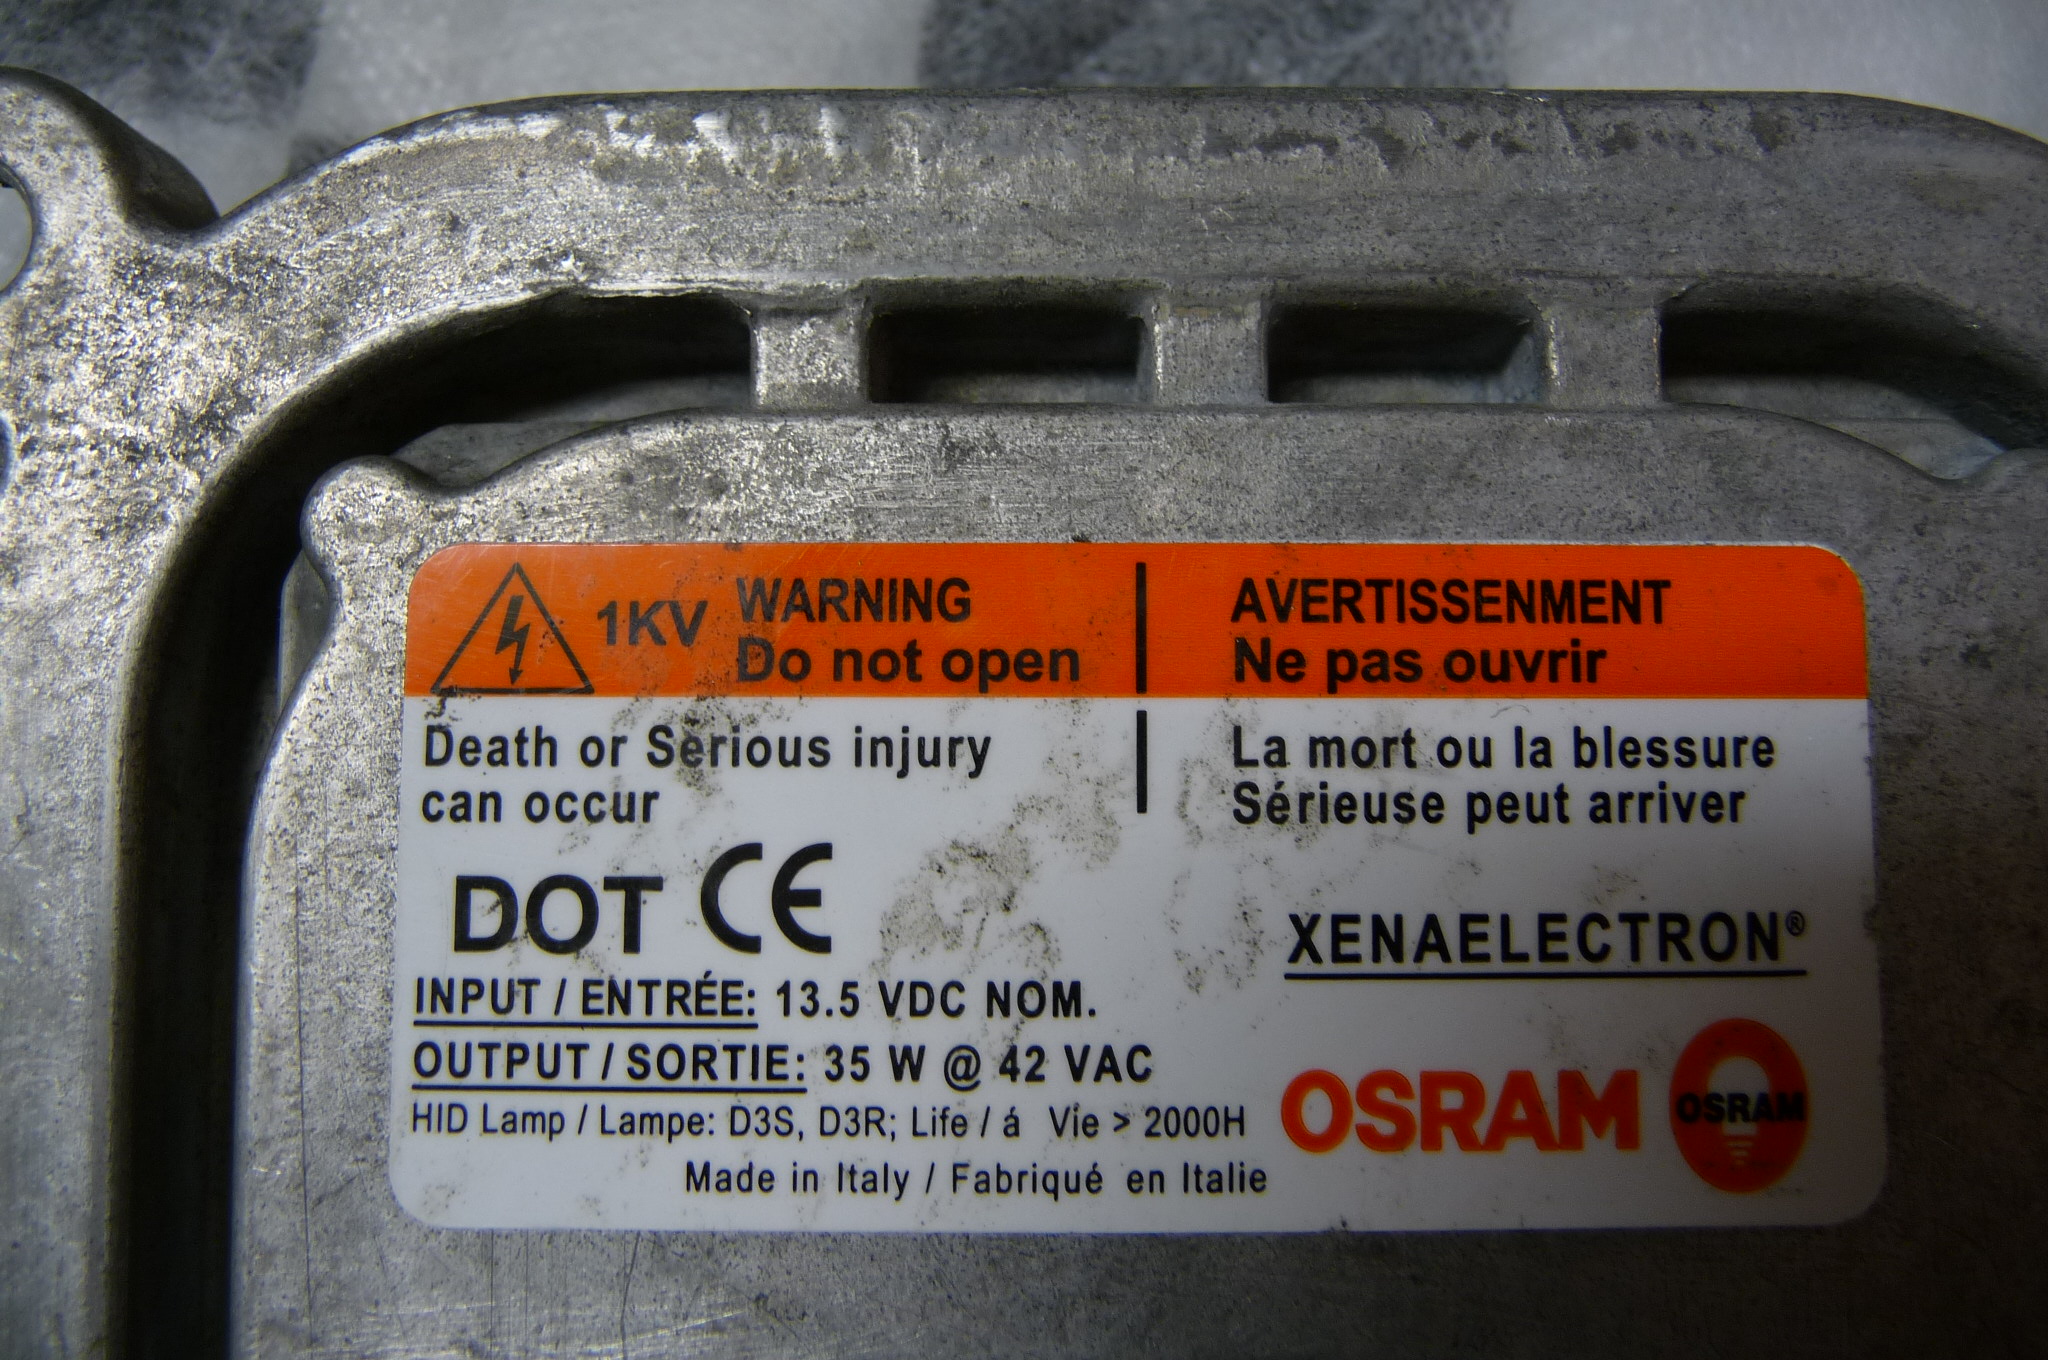 1KV WARNING
Do not open
AVERTISSENMENT
Ne pas ouvrir
Death or Serious injury
can occur
La mort ou la blessure
Sérieuse peut arriver
DOT CE
XENAELECTRON®
INPUT / ENTRÉE: 13.5 VDC NOM.
OUTPUT / SORTIE: 35 W @ 42 VAC
HID Lamp / Lampe: D3S, D3R; Life / á Vie > 2000H
Made in Italy / Fabriqué en Italie
OSRAM
OSRAM